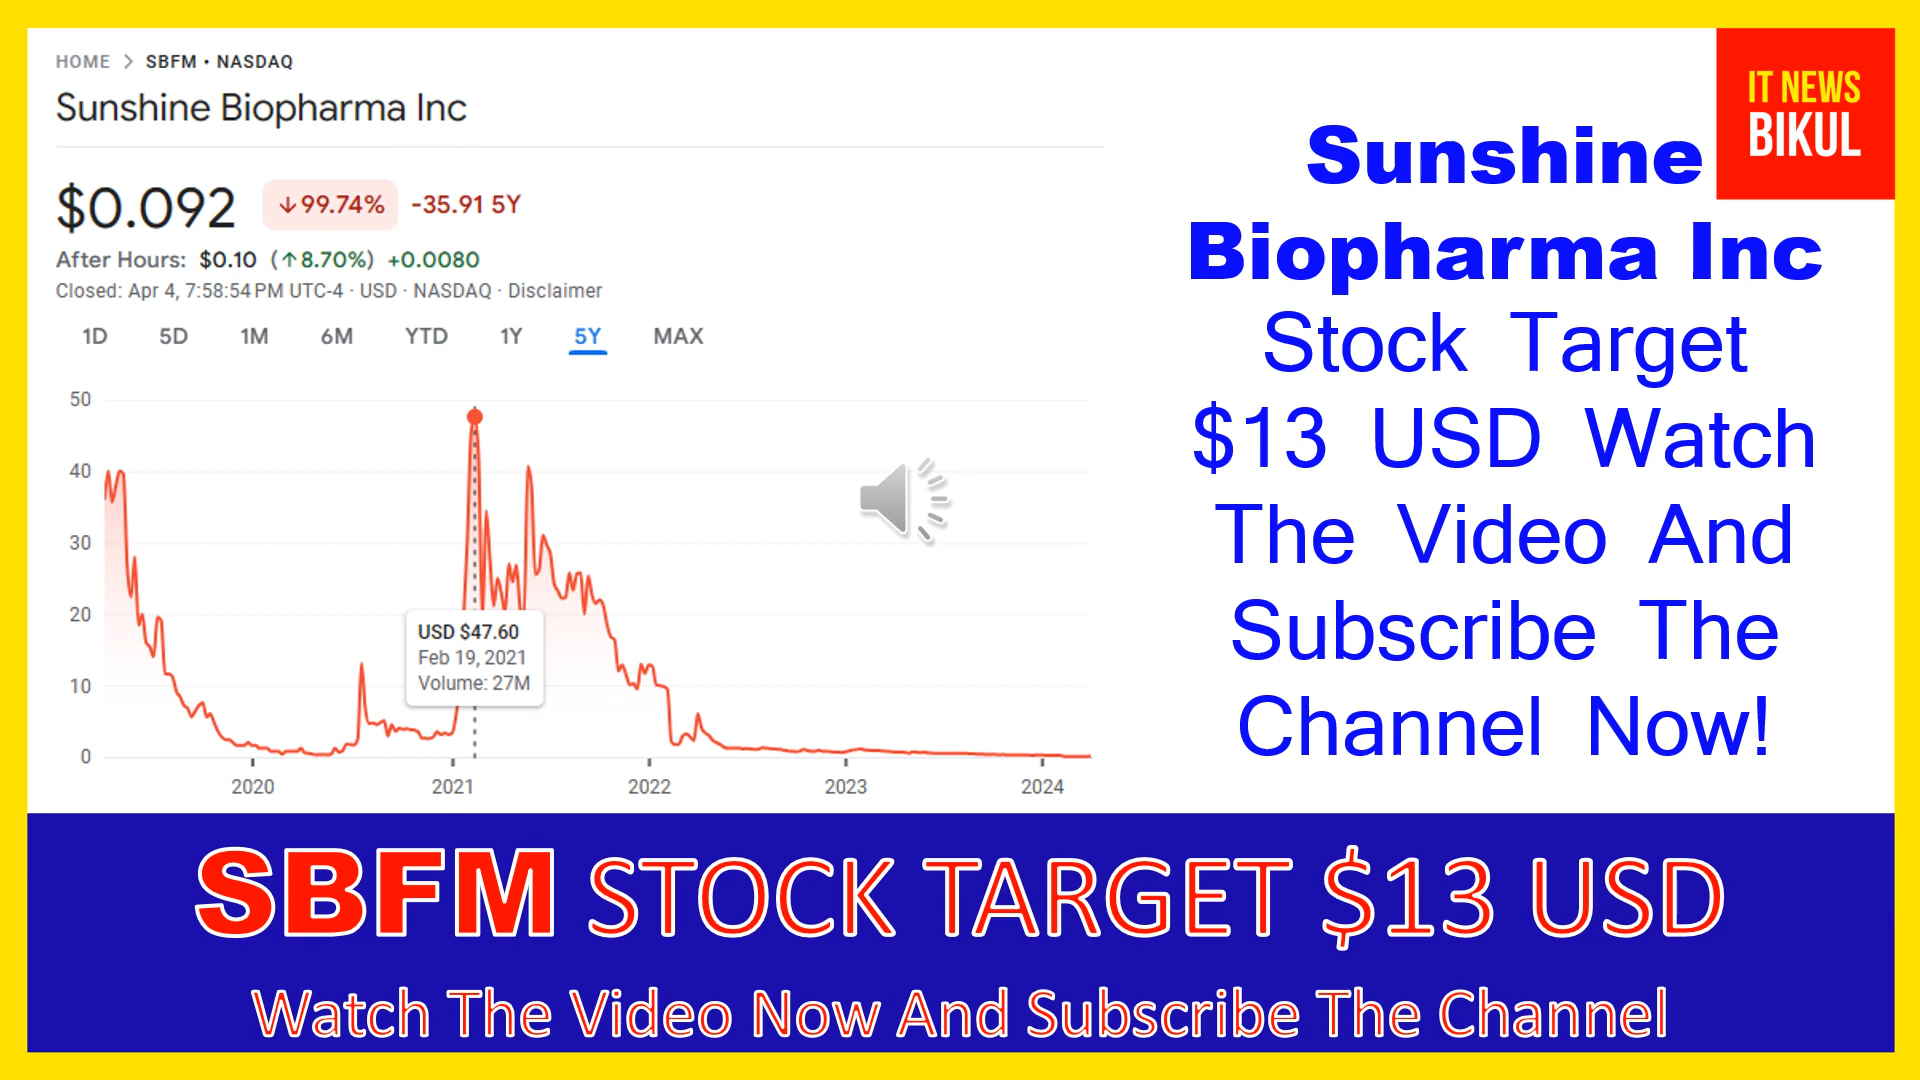 HOME > SBFM • NASDAQ
Sunshine Biopharma Inc
$0.092 ↓99.74% -35.91 5Y
After Hours: $0.10 (↑8.70%) +0.0080
Closed: Apr 4, 7:58:54 PM UTC-4 · USD · NASDAQ · Disclaimer
1D 5D 1M 6M YTD 1Y 5Y MAX
50
40
30
20
10
0
USD $47.60
Feb 19, 2021
Volume: 27M
2020 2021 2022 2023 2024
IT NEWS
BIKUL
Sunshine
Biopharma Inc
Stock Target
$13 USD Watch
The Video And
Subscribe The
Channel Now!
SBFM STOCK TARGET $13 USD
Watch The Video Now And Subscribe The Channel